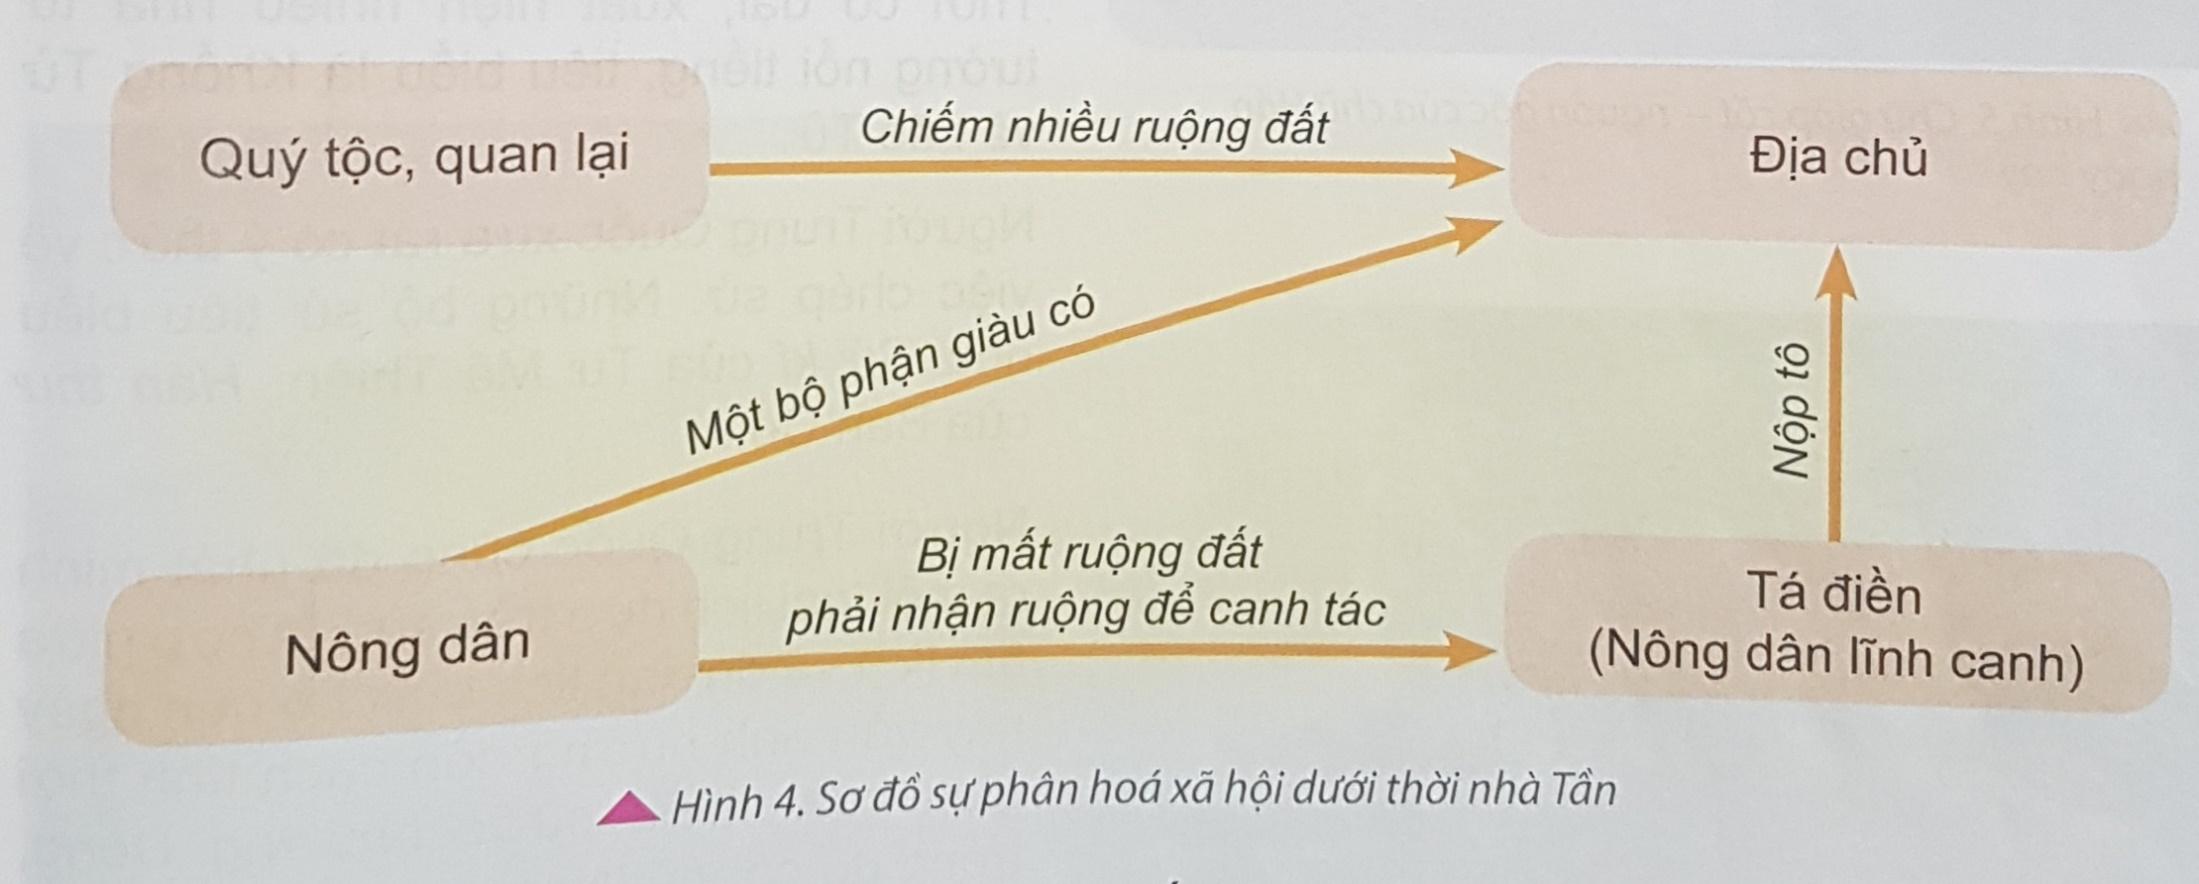 Quý tộc, quan lại
Chiếm nhiều ruộng đất
Địa chủ
Một bộ phận giàu có
Nộp tô
Nông dân
Bị mất ruộng đất
phải nhận ruộng để canh tác
Tá điền
(Nông dân lĩnh canh)
Hình 4. Sơ đồ sự phân hoá xã hội dưới thời nhà Tần